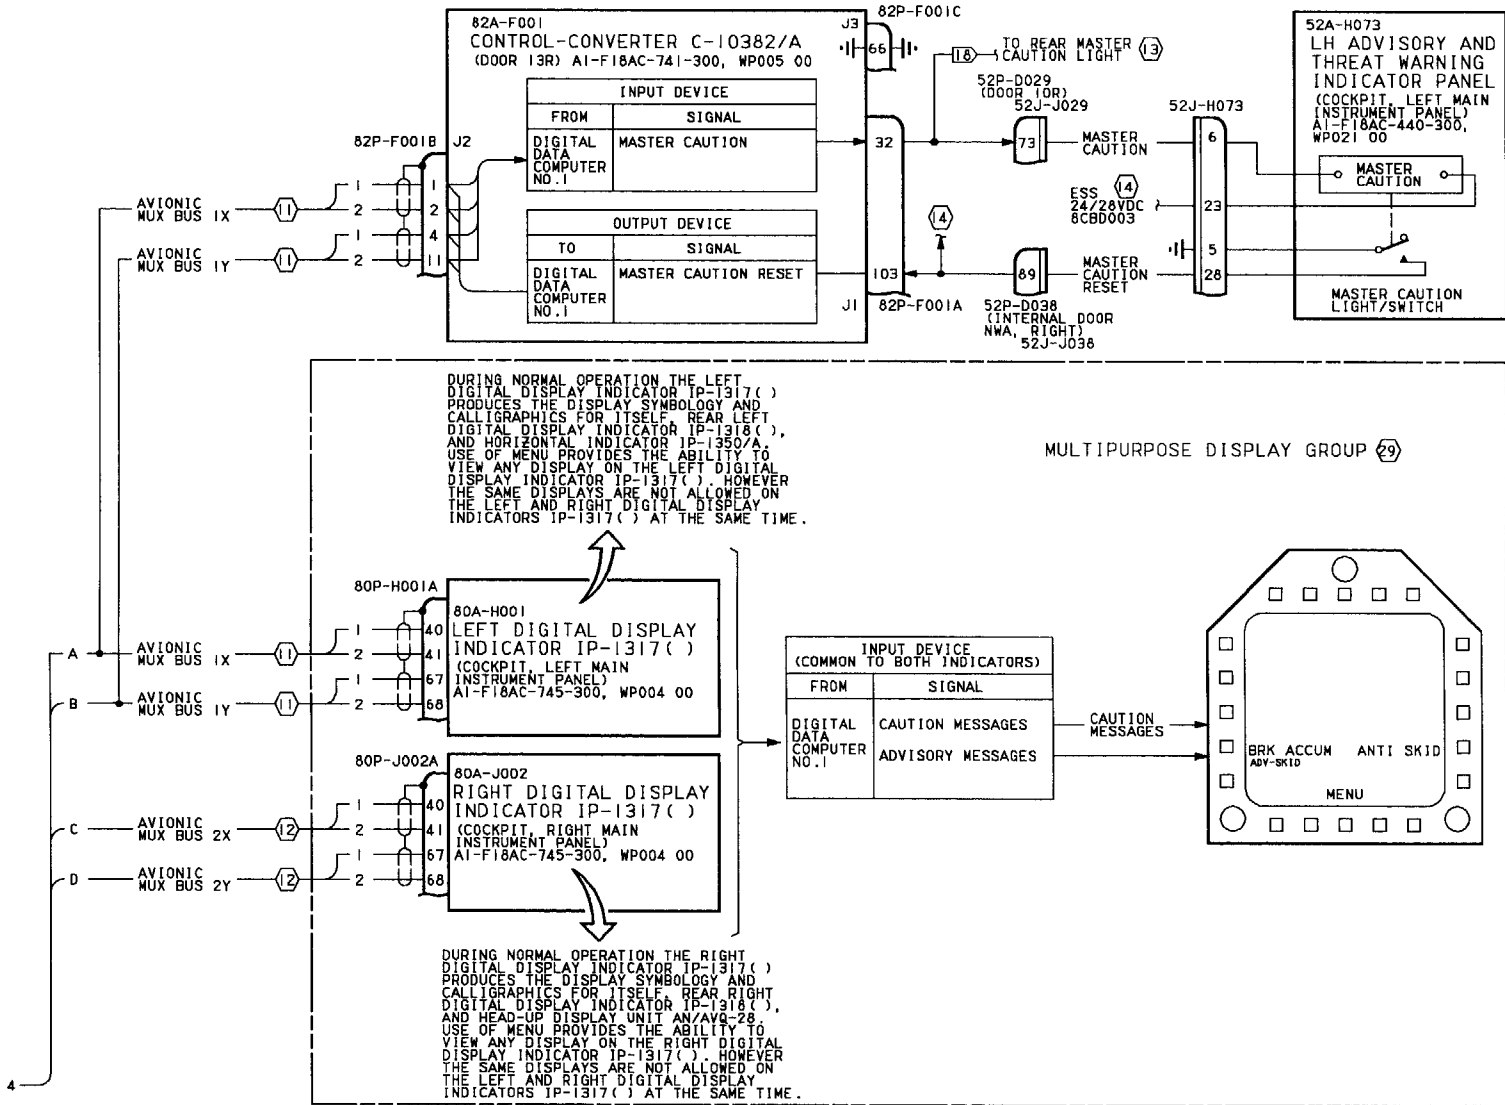 82A-F001
CONTROL-CONVERTER C-10382/A
(DOOR 13R) A1-F18AC-741-300, WP005 00
INPUT DEVICE
FROM SIGNAL
DIGITAL
DATA
COMPUTER
NO.1
MASTER CAUTION
OUTPUT DEVICE
TO SIGNAL
DIGITAL
DATA
COMPUTER
NO.1
MASTER CAUTION RESET
82P-F001B J2
1 1
2 2
1 4
2 11
AVIONIC
MUX BUS 1X
11
AVIONIC
MUX BUS 1Y
11
J3
82P-F001C
66
32
103
J1 82P-F001A
18
TO REAR MASTER
CAUTION LIGHT
13
52P-D029
(DOOR 10R)
52J-J029
73
MASTER
CAUTION
14
89
52P-D038
(INTERNAL DOOR
NWA, RIGHT)
52J-J038
MASTER
CAUTION
RESET
ESS
24/28VDC
8CBD003
14
52J-H073
6
23
5
28
52A-H073
LH ADVISORY AND
THREAT WARNING
INDICATOR PANEL
(COCKPIT, LEFT MAIN
INSTRUMENT PANEL)
A1-F18AC-440-300,
WP021 00
MASTER
CAUTION
MASTER CAUTION
LIGHT/SWITCH
DURING NORMAL OPERATION THE LEFT
DIGITAL DISPLAY INDICATOR IP-1317( )
PRODUCES THE DISPLAY SYMBOLOGY AND
CALLIGRAPHICS FOR ITSELF, REAR LEFT
DIGITAL DISPLAY INDICATOR IP-1318( ),
AND HORIZONTAL INDICATOR IP-1350/A.
USE OF MENU PROVIDES THE ABILITY TO
VIEW ANY DISPLAY ON THE LEFT DIGITAL
DISPLAY INDICATOR IP-1317( ). HOWEVER
THE SAME DISPLAYS ARE NOT ALLOWED ON
THE LEFT AND RIGHT DIGITAL DISPLAY
INDICATORS IP-1317( ) AT THE SAME TIME.
MULTIPURPOSE DISPLAY GROUP 29
80P-H001A
80A-H001
LEFT DIGITAL DISPLAY
INDICATOR IP-1317( )
(COCKPIT, LEFT MAIN
INSTRUMENT PANEL)
A1-F18AC-745-300, WP004 00
1 40
2 41
1 67
2 68
A
AVIONIC
MUX BUS 1X
11
B
AVIONIC
MUX BUS 1Y
11
80P-J002A
80A-J002
RIGHT DIGITAL DISPLAY
INDICATOR IP-1317( )
(COCKPIT, RIGHT MAIN
INSTRUMENT PANEL)
A1-F18AC-745-300, WP004 00
1 40
2 41
1 67
2 68
C
AVIONIC
MUX BUS 2X
12
D
AVIONIC
MUX BUS 2Y
12
INPUT DEVICE
(COMMON TO BOTH INDICATORS)
FROM SIGNAL
DIGITAL
DATA
COMPUTER
NO.1
CAUTION MESSAGES
ADVISORY MESSAGES
CAUTION
MESSAGES
BRK ACCUM ANTI SKID
ADV-SKID
MENU
DURING NORMAL OPERATION THE RIGHT
DIGITAL DISPLAY INDICATOR IP-1317( )
PRODUCES THE DISPLAY SYMBOLOGY AND
CALLIGRAPHICS FOR ITSELF, REAR RIGHT
DIGITAL DISPLAY INDICATOR IP-1318( ),
AND HEAD-UP DISPLAY UNIT AN/AVQ-28.
USE OF MENU PROVIDES THE ABILITY TO
VIEW ANY DISPLAY ON THE RIGHT DIGITAL
DISPLAY INDICATOR IP-1317( ). HOWEVER
THE SAME DISPLAYS ARE NOT ALLOWED ON
THE LEFT AND RIGHT DIGITAL DISPLAY
INDICATORS IP-1317( ) AT THE SAME TIME.
4